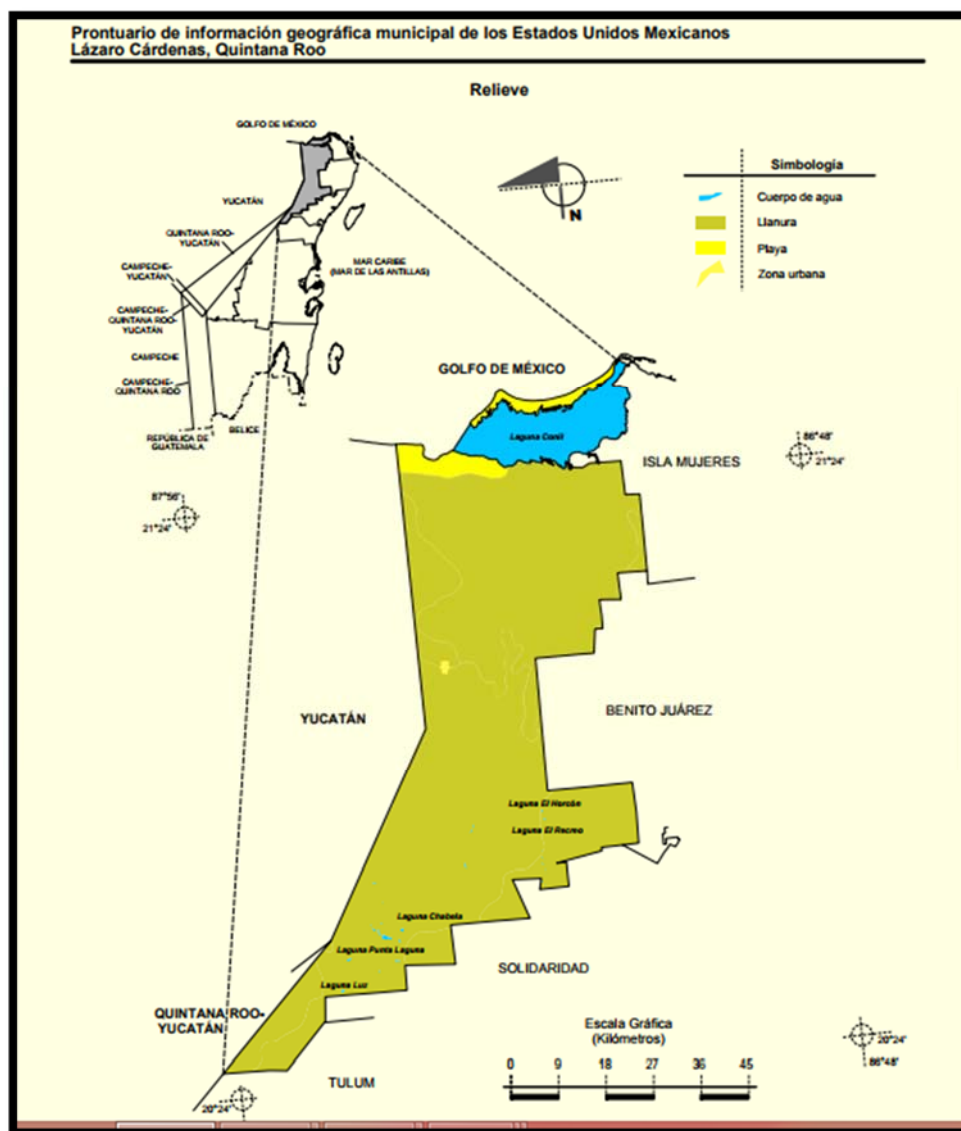 Prontuario de información geográfica municipal de los Estados Unidos Mexicanos
Lázaro Cárdenas, Quintana Roo
Relieve
GOLFO DE MÉXICO
YUCATÁN
QUINTANA ROO-
YUCATÁN
CAMPECHE-
YUCATÁN
CAMPECHE-
QUINTANA ROO-
YUCATÁN
CAMPECHE
CAMPECHE-
QUINTANA ROO
REPÚBLICA DE
GUATEMALA
BELICE
MAR CARIBE
(MAR DE LAS ANTILLAS)
N
Simbología
Cuerpo de agua
Llanura
Playa
Zona urbana
GOLFO DE MÉXICO
Laguna Conil
ISLA MUJERES
86°48'
21°24'
87°56'
21°24'
YUCATÁN
BENITO JUÁREZ
Laguna El Horcón
Laguna El Recreo
Laguna Chabela
Laguna Punta Laguna
Laguna Luz
SOLIDARIDAD
QUINTANA ROO-
YUCATÁN
TULUM
20°24'
Escala Gráfica
(Kilómetros)
0 9 18 27 36 45
20°24'
86°48'